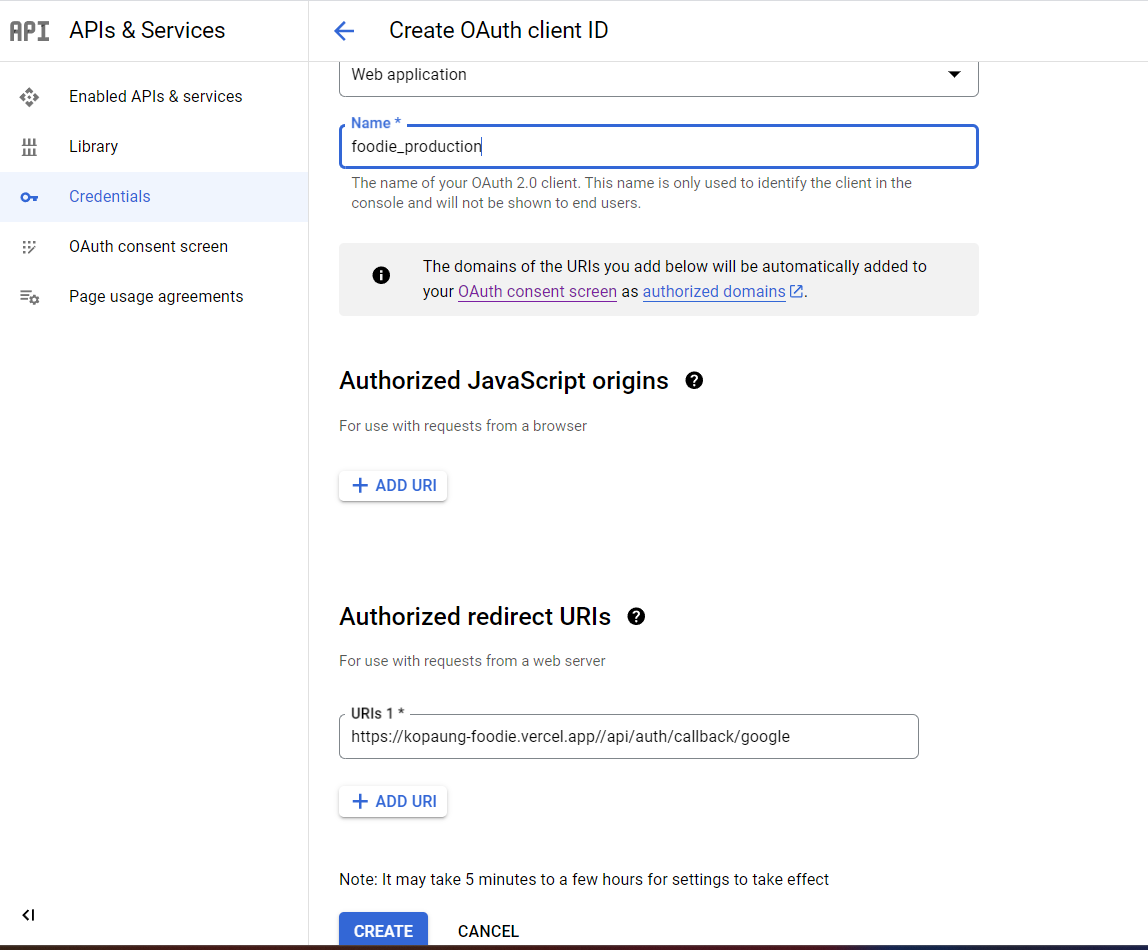 API APIs & Services
Create OAuth client ID
Enabled APIs & services
Library
Credentials
OAuth consent screen
Page usage agreements
Web application
Name *
foodie_production
The name of your OAuth 2.0 client. This name is only used to identify the client in the
console and will not be shown to end users.
The domains of the URIs you add below will be automatically added to
your OAuth consent screen as authorized domains.
Authorized JavaScript origins
For use with requests from a browser
+ ADD URI
Authorized redirect URIs
For use with requests from a web server
URIs 1 *
https://kopaung-foodie.vercel.app//api/auth/callback/google
+ ADD URI
Note: It may take 5 minutes to a few hours for settings to take effect
CREATE CANCEL